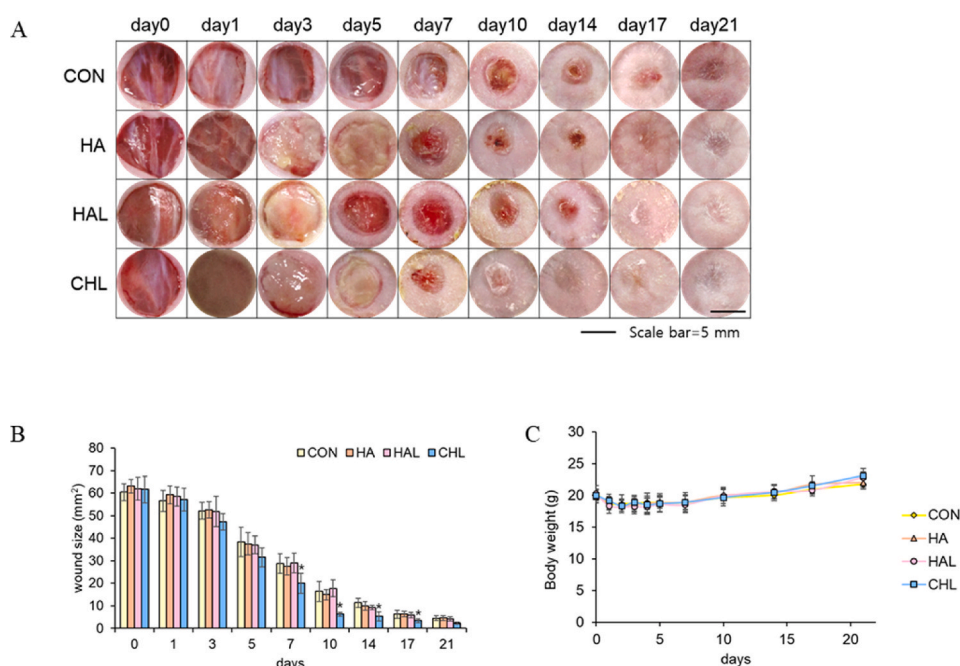 A
day0 day1 day3 day5 day7 day10 day14 day17 day21
CON
HA
HAL
CHL
Scale bar=5 mm
B
CON HA HAL CHL
wound size (mm²)
80
70
60
50
40
30
20
10
0
* * * *
0 1 3 5 7 10 14 17 21
days
C
Body weight (g)
30
25
20
15
10
5
0
0 5 10 15 20
days
CON
HA
HAL
CHL